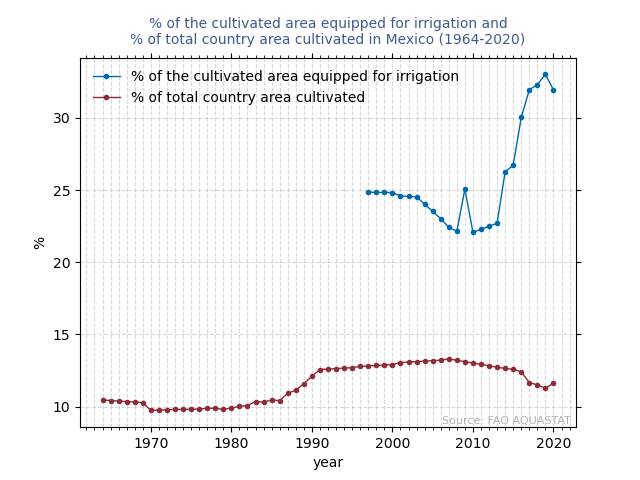 % of the cultivated area equipped for irrigation and
% of total country area cultivated in Mexico (1964-2020)
% of the cultivated area equipped for irrigation
% of total country area cultivated
%
30
25
20
15
10
Source: FAO AQUASTAT
1970 1980 1990 2000 2010 2020
year